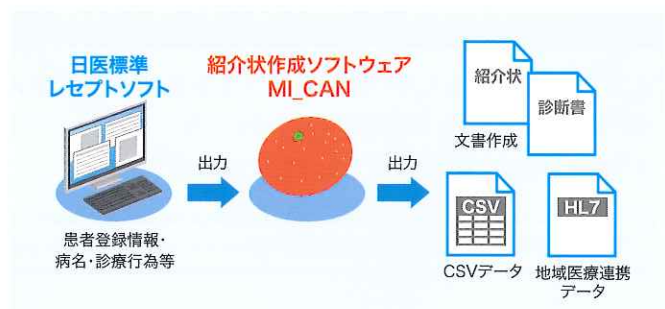 日医標準
レセプトソフト
患者登録情報・
病名・診療行為等
出力
紹介状作成ソフトウェア
MI_CAN
出力
紹介状
診断書
文書作成
CSV
CSVデータ
HL7
地域医療連携
データ